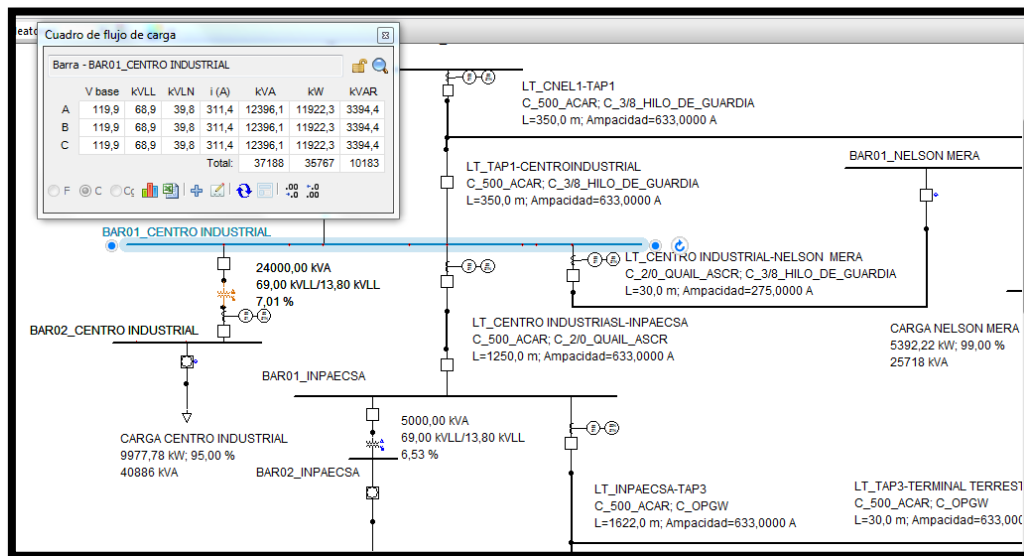 Cuadro de flujo de carga
Barra - BAR01_CENTRO INDUSTRIAL
V base kVLL kVLN i (A) kVA kW kVAR
A 119,9 68,9 39,8 311,4 12396,1 11922,3 3394,4
B 119,9 68,9 39,8 311,4 12396,1 11922,3 3394,4
C 119,9 68,9 39,8 311,4 12396,1 11922,3 3394,4
Total: 37188 35767 10183
F C
LT_CNEL1-TAP1
C_500_ACAR; C_3/8_HILO_DE_GUARDIA
L=350,0 m; Ampacidad=633,0000 A
LT_TAP1-CENTROINDUSTRIAL
C_500_ACAR; C_3/8_HILO_DE_GUARDIA
L=350,0 m; Ampacidad=633,0000 A
BAR01_NELSON MERA
BAR01_CENTRO INDUSTRIAL
24000,00 kVA
69,00 kVLL/13,80 kVLL
7,01 %
LT_CENTRO INDUSTRIAL-NELSON MERA
C_2/0_QUAIL_ASCR; C_3/8_HILO_DE_GUARDIA
L=30,0 m; Ampacidad=275,0000 A
BAR02_CENTRO INDUSTRIAL
LT_CENTRO INDUSTRIASL-INPAECSA
C_500_ACAR; C_2/0_QUAIL_ASCR
L=1250,0 m; Ampacidad=633,0000 A
CARGA NELSON MERA
5392,22 kW; 99,00 %
25718 kVA
BAR01_INPAECSA
5000,00 kVA
69,00 kVLL/13,80 kVLL
6,53 %
CARGA CENTRO INDUSTRIAL
9977,78 kW; 95,00 %
40886 kVA
BAR02_INPAECSA
LT_INPAECSA-TAP3
C_500_ACAR; C_OPGW
L=1622,0 m; Ampacidad=633,0000 A
LT_TAP3-TERMINAL TERREST
C_500_ACAR; C_OPGW
L=30,0 m; Ampacidad=633,000